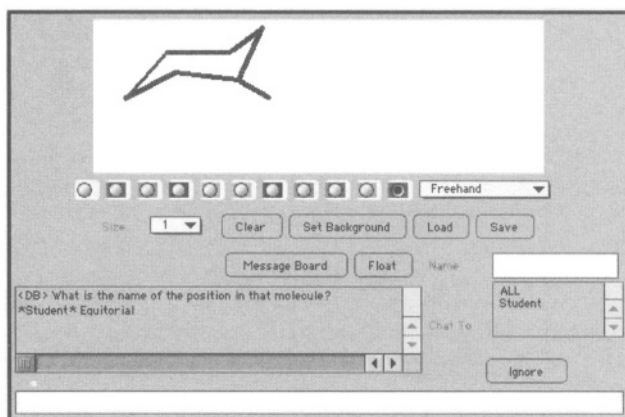 Freehand
Size
1
Clear
Set Background
Load
Save
Message Board
Float
Name
<DB> What is the name of the position in that molecule?
*Student* Equitorial
Chat To
ALL
Student
Ignore